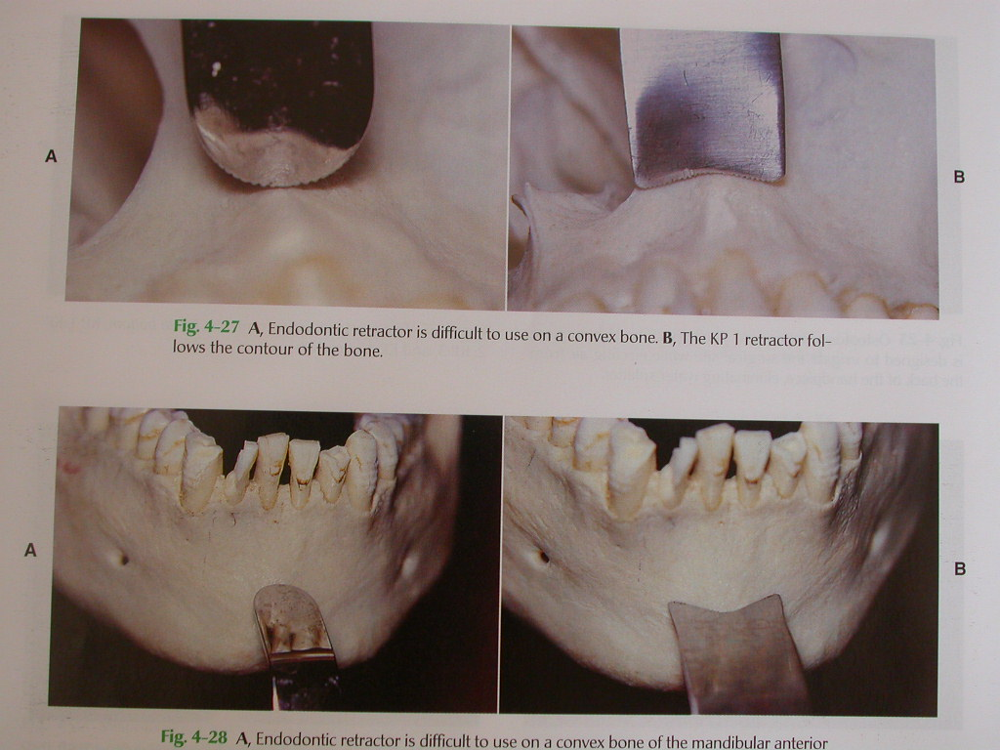 A
B
Fig. 4–27 A, Endodontic retractor is difficult to use on a convex bone. B, The KP 1 retractor fol-
lows the contour of the bone.
A
B
Fig. 4–28 A, Endodontic retractor is difficult to use on a convex bone of the mandibular anterior